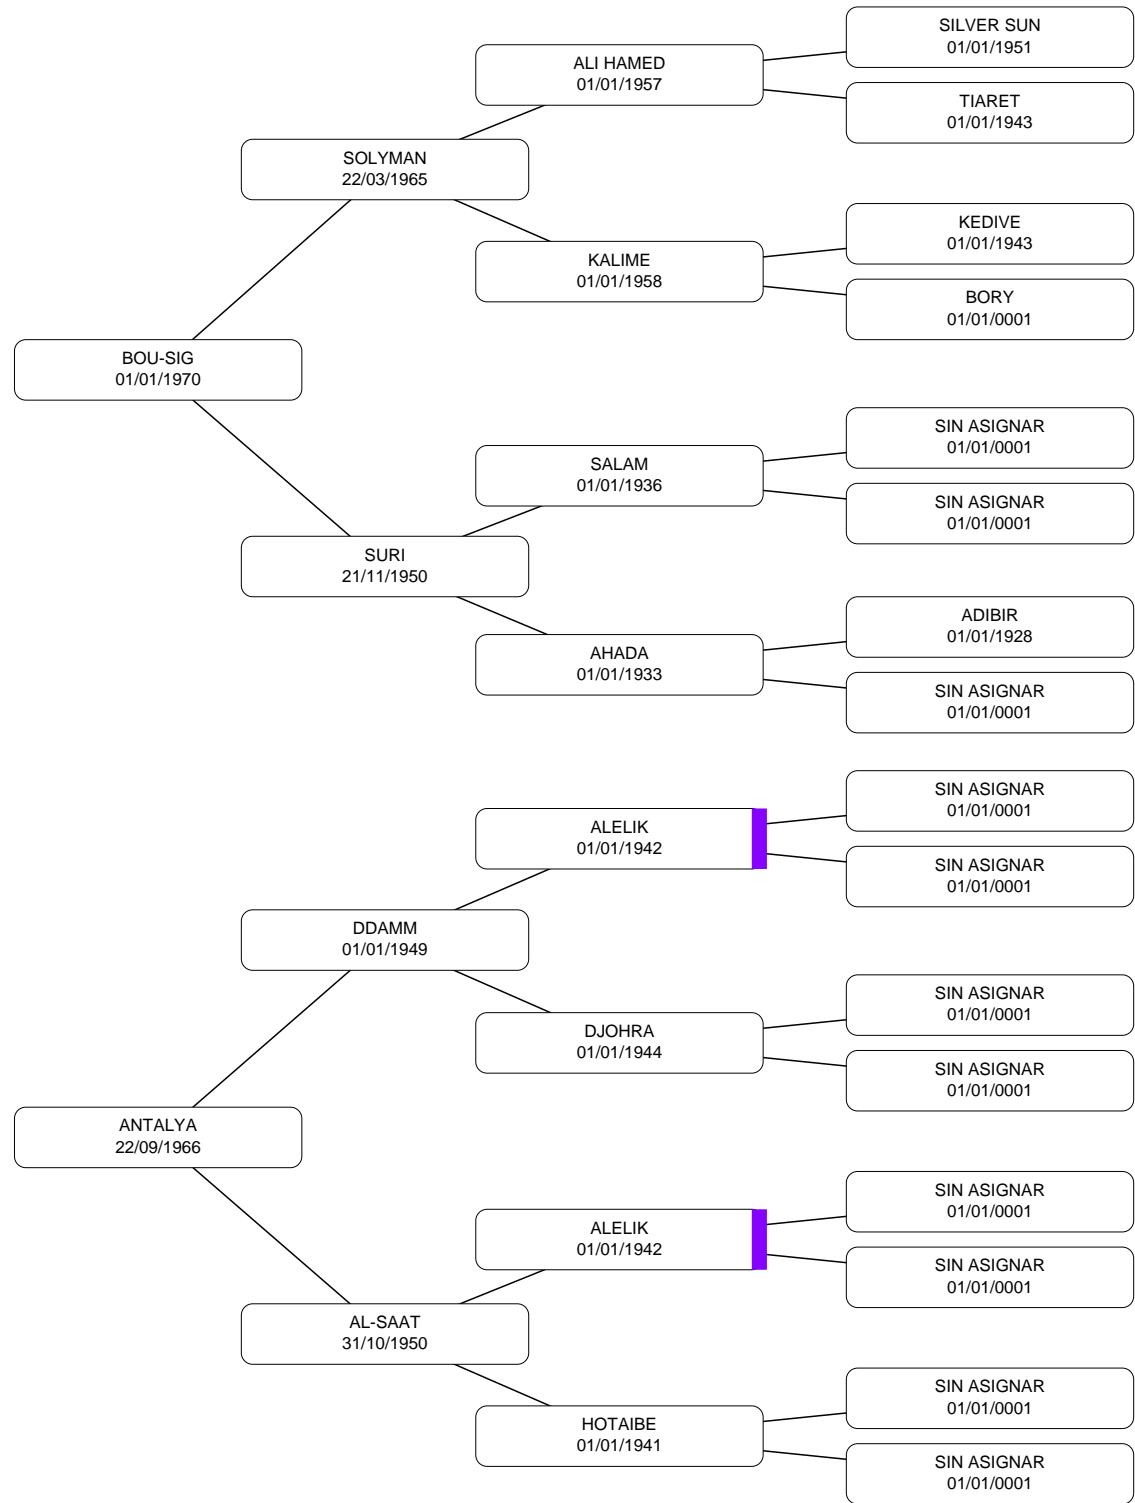 SILVER SUN
01/01/1951
ALI HAMED
01/01/1957
TIARET
01/01/1943
SOLYMAN
22/03/1965
KEDIVE
01/01/1943
KALIME
01/01/1958
BORY
01/01/0001
BOU-SIG
01/01/1970
SIN ASIGNAR
01/01/0001
SALAM
01/01/1936
SIN ASIGNAR
01/01/0001
SURI
21/11/1950
ADIBIR
01/01/1928
AHADA
01/01/1933
SIN ASIGNAR
01/01/0001
SIN ASIGNAR
01/01/0001
ALELIK
01/01/1942
SIN ASIGNAR
01/01/0001
DDAMM
01/01/1949
SIN ASIGNAR
01/01/0001
DJOHRA
01/01/1944
SIN ASIGNAR
01/01/0001
ANTALYA
22/09/1966
SIN ASIGNAR
01/01/0001
ALELIK
01/01/1942
SIN ASIGNAR
01/01/0001
AL-SAAT
31/10/1950
SIN ASIGNAR
01/01/0001
HOTAIBE
01/01/1941
SIN ASIGNAR
01/01/0001